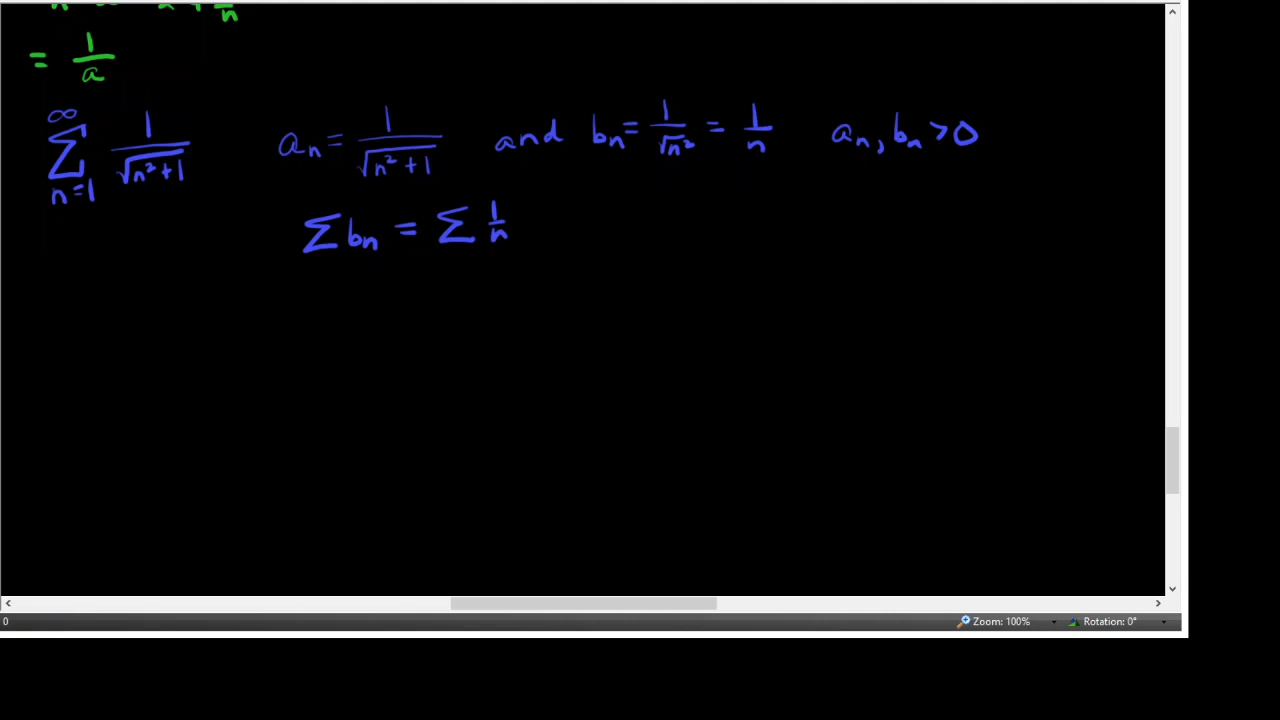 n
= 1/a
∞ ∑ n=1 1/√(n²+1) aₙ = 1/√(n²+1) and bₙ = 1/√n² = 1/n aₙ, bₙ > 0
∑ bₙ = ∑ 1/n
0 Zoom: 100% Rotation: 0°